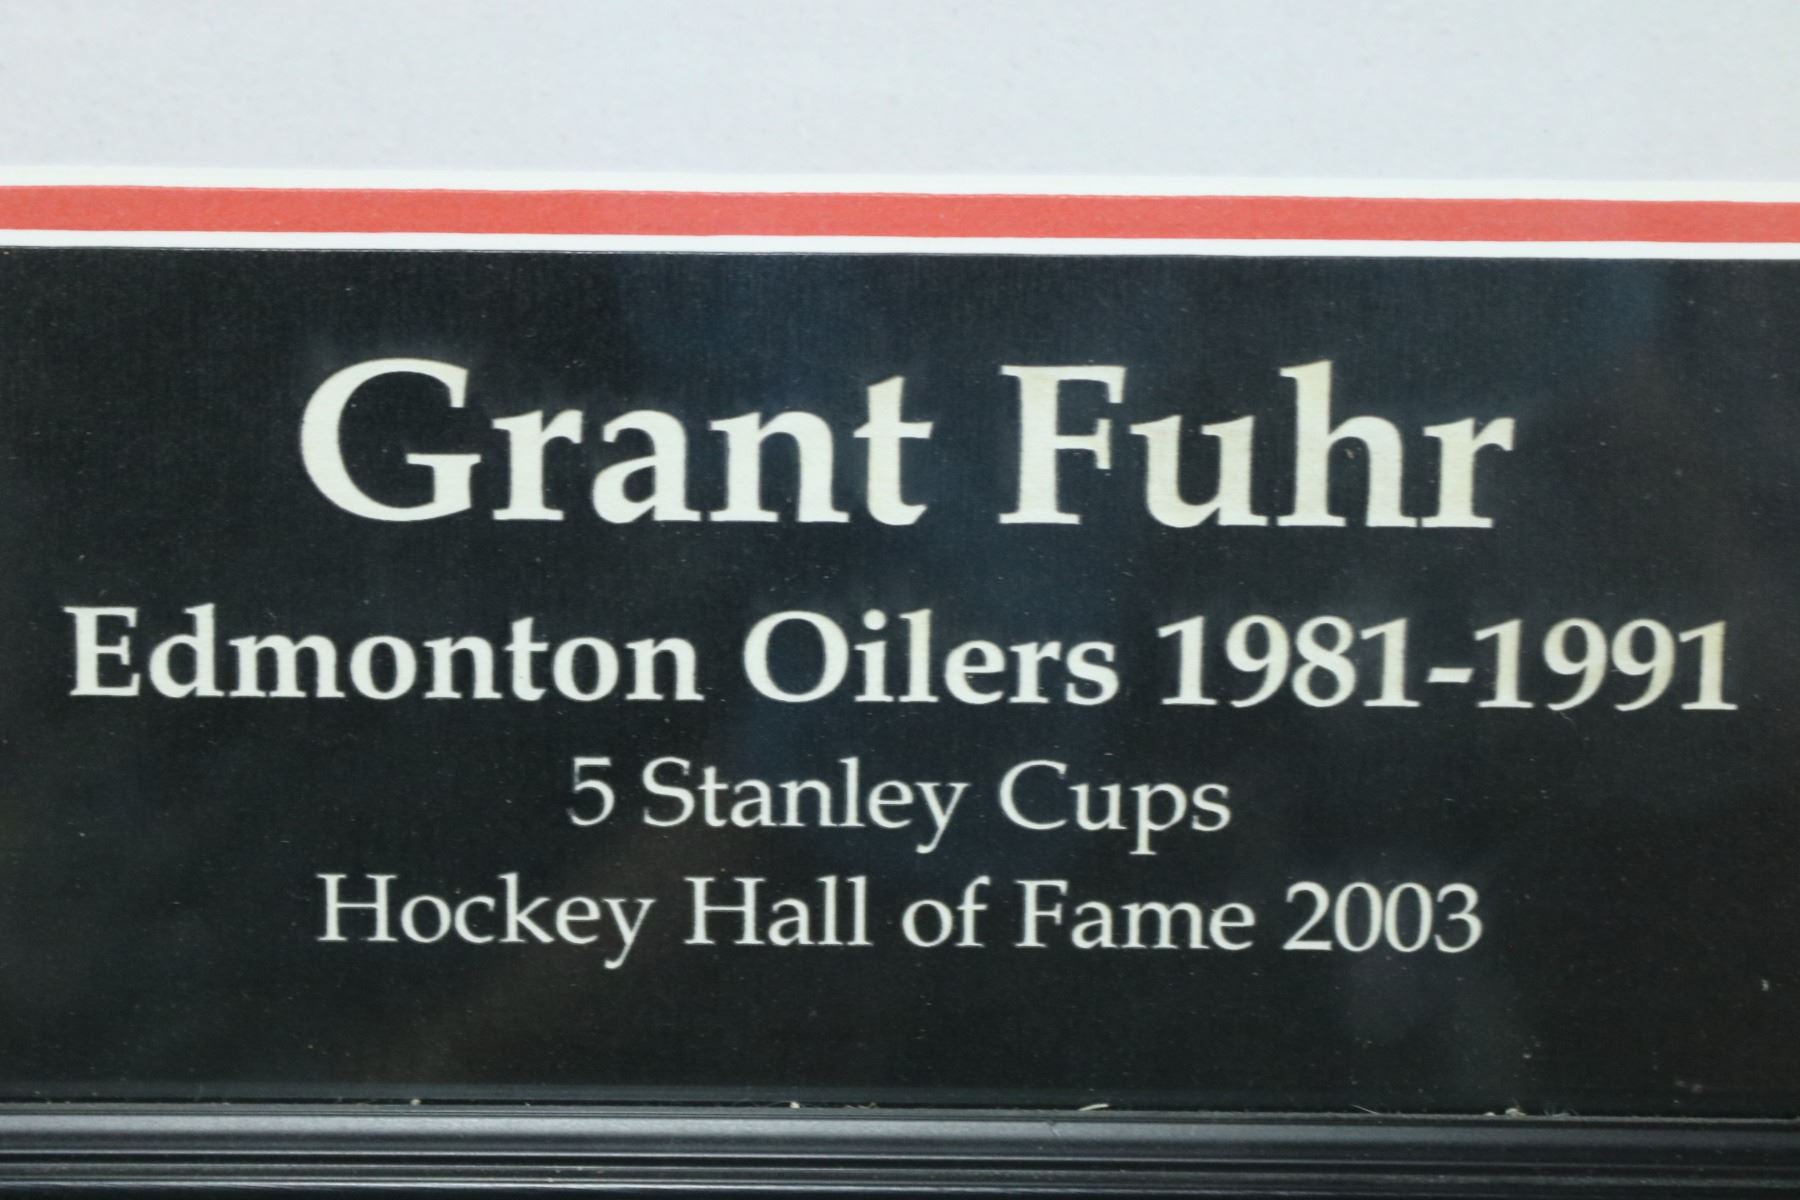 Grant Fuhr
Edmonton Oilers 1981-1991
5 Stanley Cups
Hockey Hall of Fame 2003